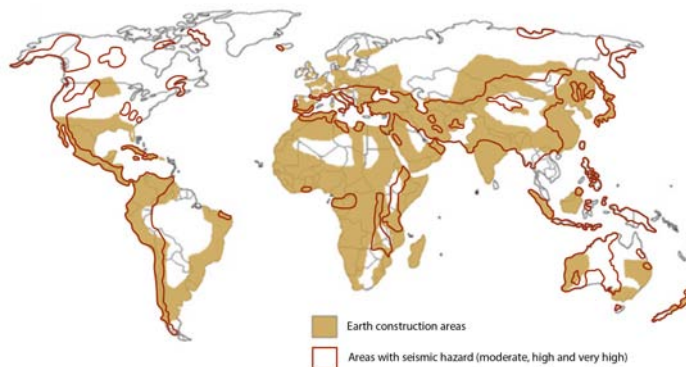 Earth construction areas
Areas with seismic hazard (moderate, high and very high)